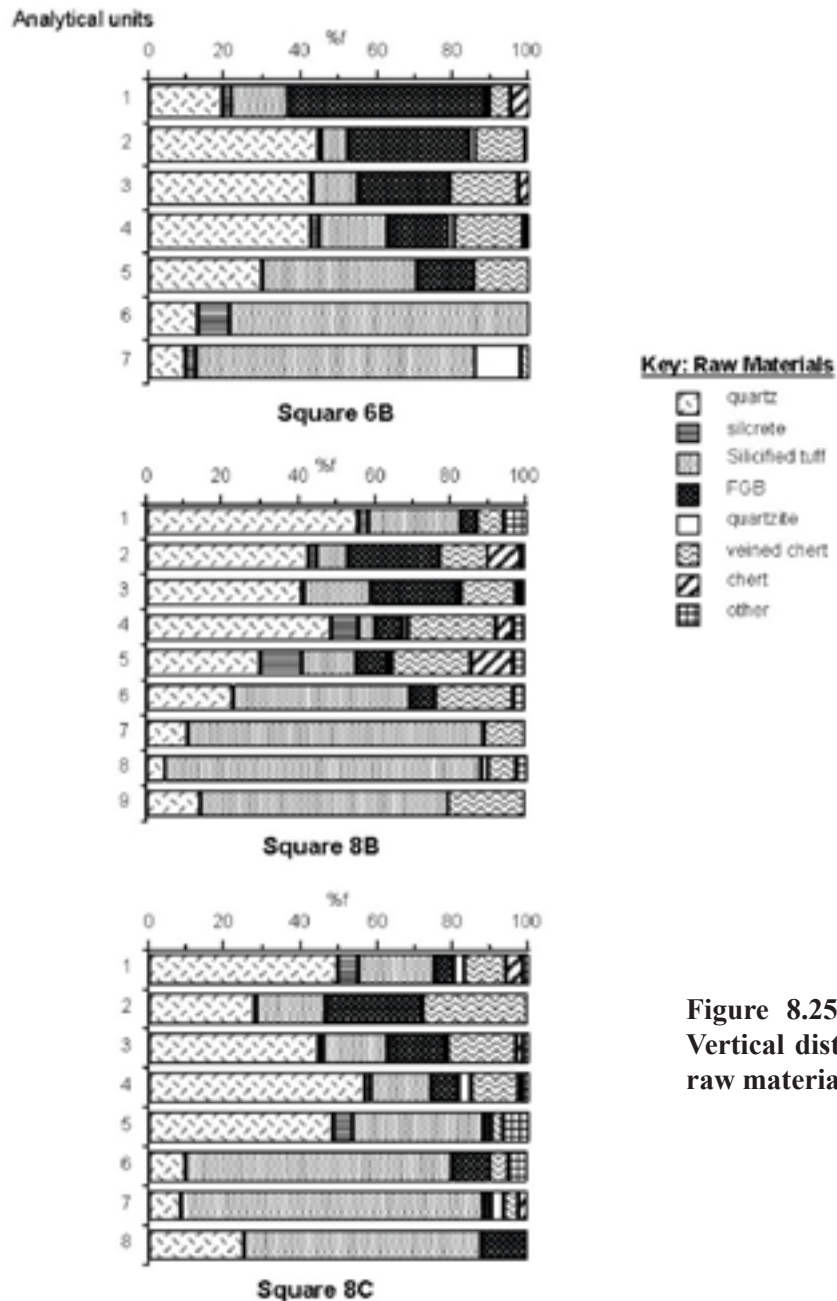 Analytical units
%f
0 20 40 60 80 100
1
2
3
4
5
6
7
Square 6B
Key: Raw Materials
quartz
silcrete
Silicified tuff
FGB
quartzite
veined chert
chert
other
%f
0 20 40 60 80 100
1
2
3
4
5
6
7
8
9
Square 8B
%f
0 20 40 60 80 100
1
2
3
4
5
6
7
8
Square 8C
Figure 8.25
Vertical dist
raw materia